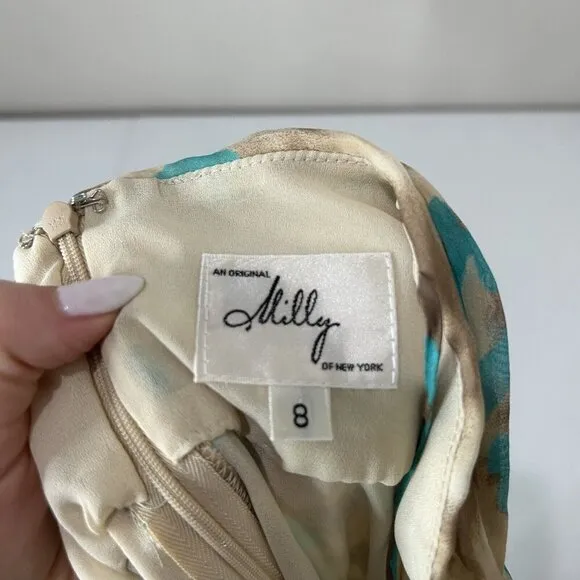 AN ORIGINAL
Milly
OF NEW YORK
8